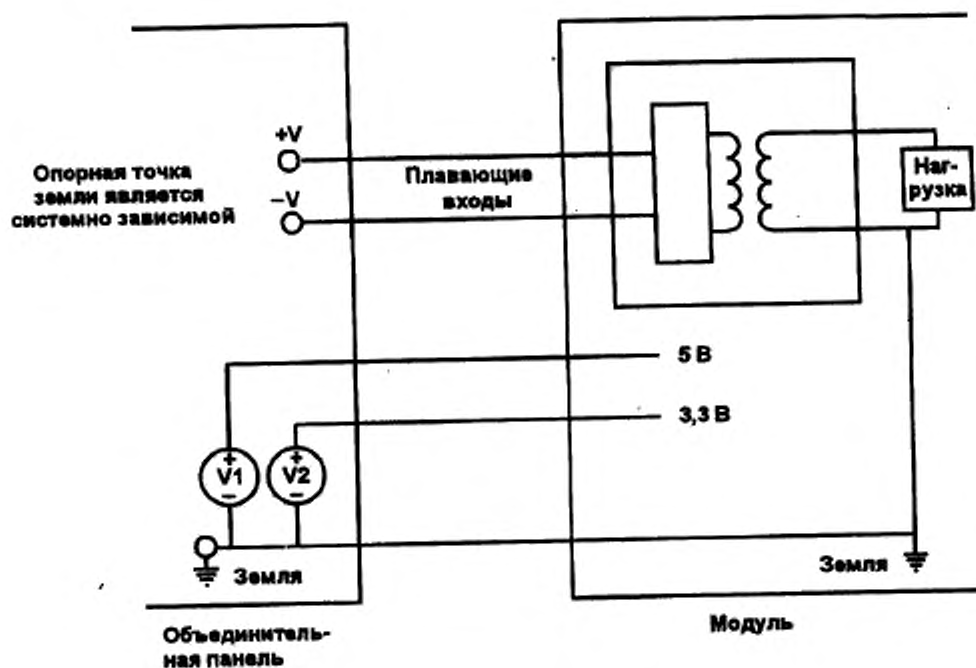 +V
Опорная точка
земли является
системно зависимой
−V
Плавающие
входы
Наг-
рузка
5 В
3,3 В
+
V1
−
+
V2
−
Земля
Земля
Объединитель-
ная панель
Модуль